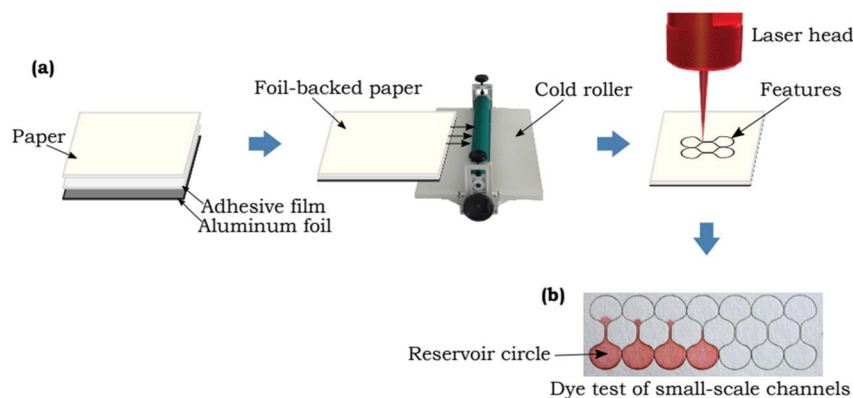 (a)
Paper
Adhesive film
Aluminum foil
Foil-backed paper
Cold roller
Laser head
Features
(b)
Reservoir circle
Dye test of small-scale channels